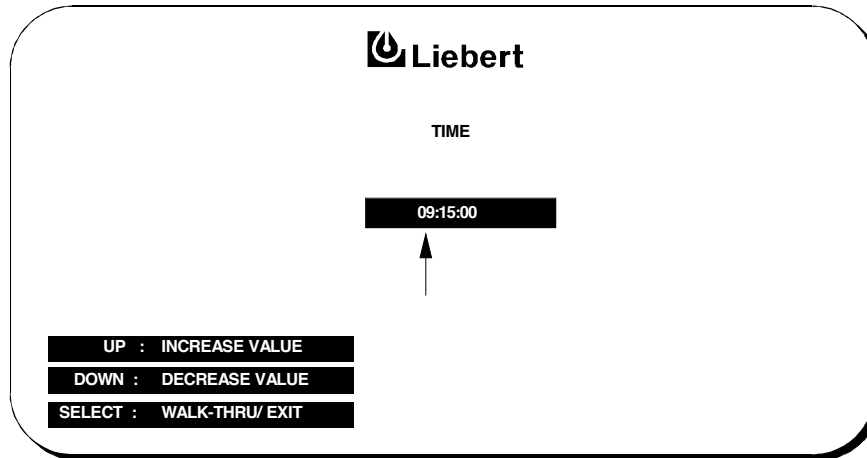 Liebert
TIME
09:15:00
UP : INCREASE VALUE
DOWN : DECREASE VALUE
SELECT : WALK-THRU/ EXIT